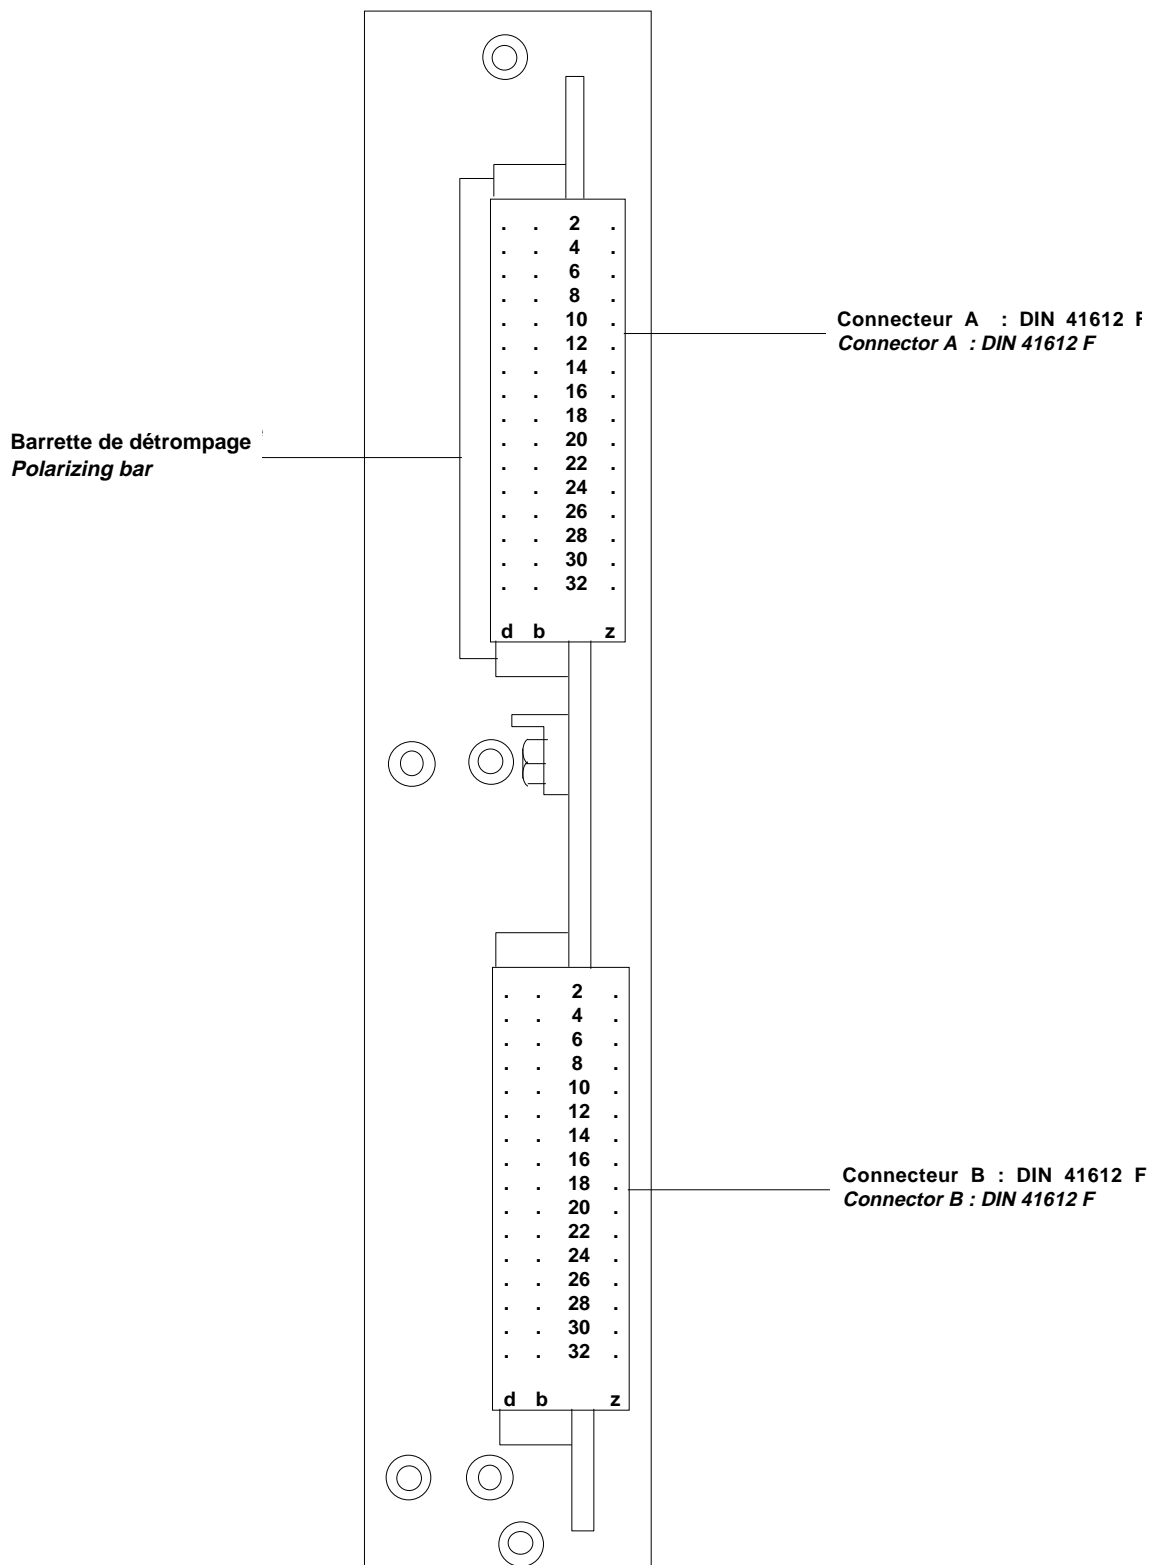 . . 2 .
. . 4 .
. . 6 .
. . 8 .
. . 10 .
. . 12 .
. . 14 .
. . 16 .
. . 18 .
. . 20 .
. . 22 .
. . 24 .
. . 26 .
. . 28 .
. . 30 .
. . 32 .
d b z
Connecteur A : DIN 41612 F
Connector A : DIN 41612 F
Barrette de détrompage
Polarizing bar
. . 2 .
. . 4 .
. . 6 .
. . 8 .
. . 10 .
. . 12 .
. . 14 .
. . 16 .
. . 18 .
. . 20 .
. . 22 .
. . 24 .
. . 26 .
. . 28 .
. . 30 .
. . 32 .
d b z
Connecteur B : DIN 41612 F
Connector B : DIN 41612 F